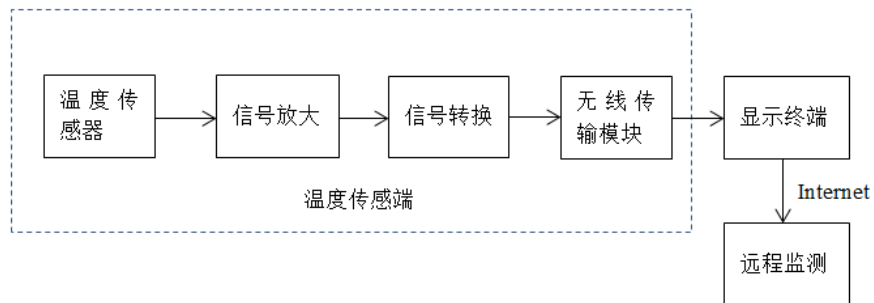 温度传
感器
信号放大
信号转换
无线传
输模块
显示终端
温度传感端
Internet
远程监测